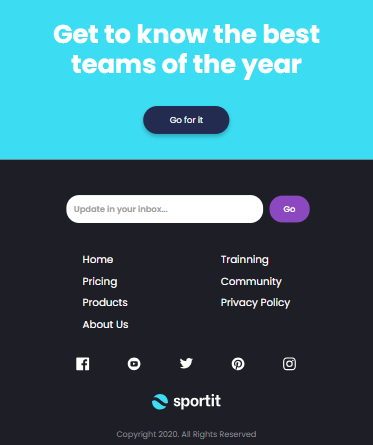 Get to know the best
teams of the year
Go for it
Update in your inbox...
Go
Home
Pricing
Products
About Us
Trainning
Community
Privacy Policy
sportit
Copyright 2020. All Rights Reserved